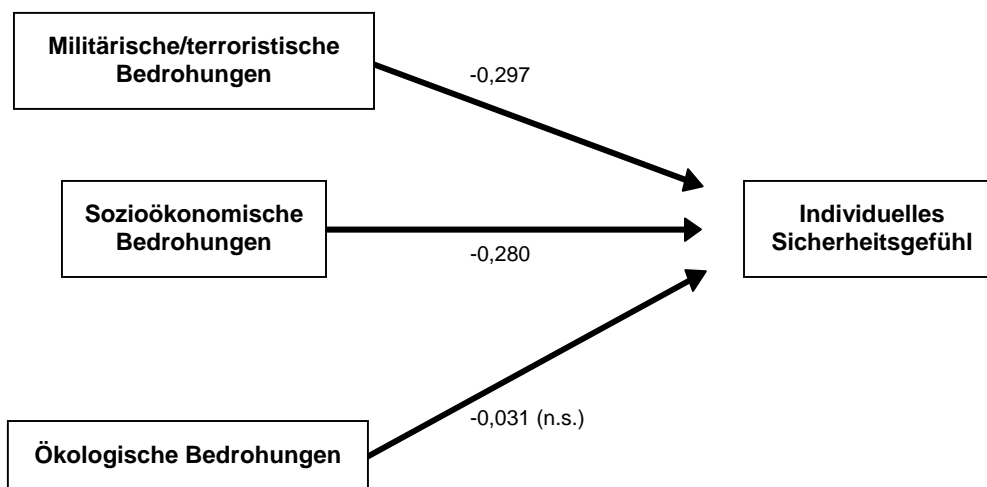 Militärische/terroristische
Bedrohungen
-0,297
Sozioökonomische
Bedrohungen
-0,280
Individuelles
Sicherheitsgefühl
-0,031 (n.s.)
Ökologische Bedrohungen